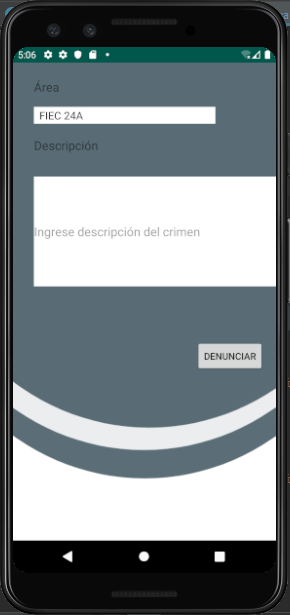 5:06
Área
FIEC 24A
Descripción
Ingrese descripción del crimen
DENUNCIAR